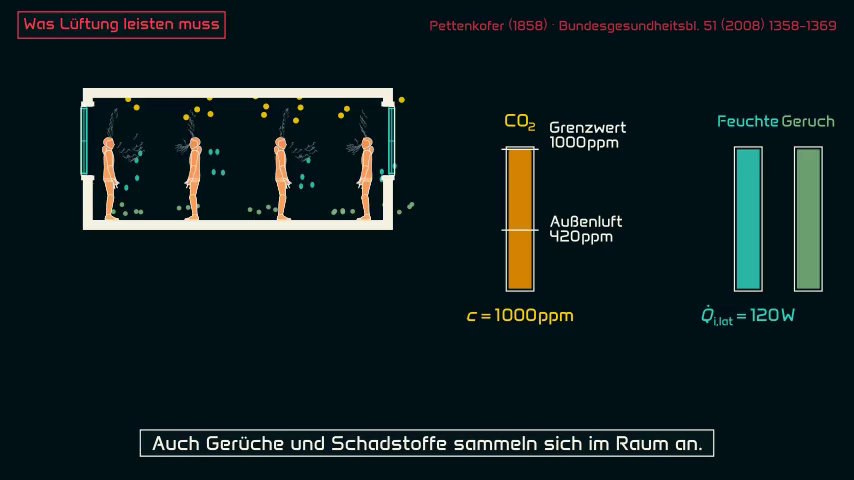 Was Lüftung leisten muss
Pettenkofer (1858) · Bundesgesundheitsbl. 51 (2008) 1358-1369
CO₂
Grenzwert
1000ppm
Außenluft
420ppm
c = 1000ppm
Feuchte Geruch
Q̇i,lat = 120W
Auch Gerüche und Schadstoffe sammeln sich im Raum an.